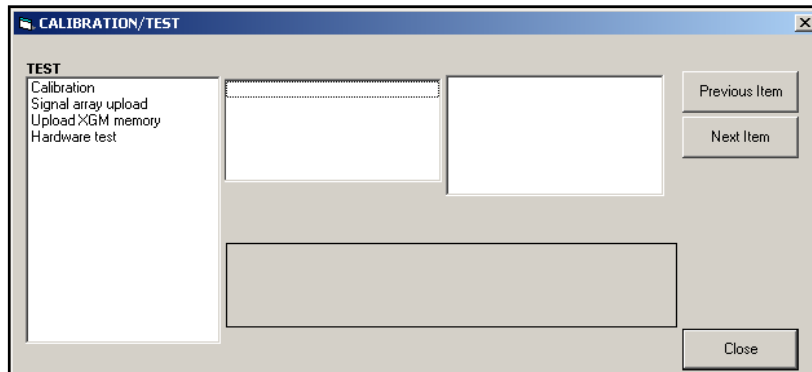 CALIBRATION/TEST
TEST
Calibration
Signal array upload
Upload XGM memory
Hardware test
Previous Item
Next Item
Close